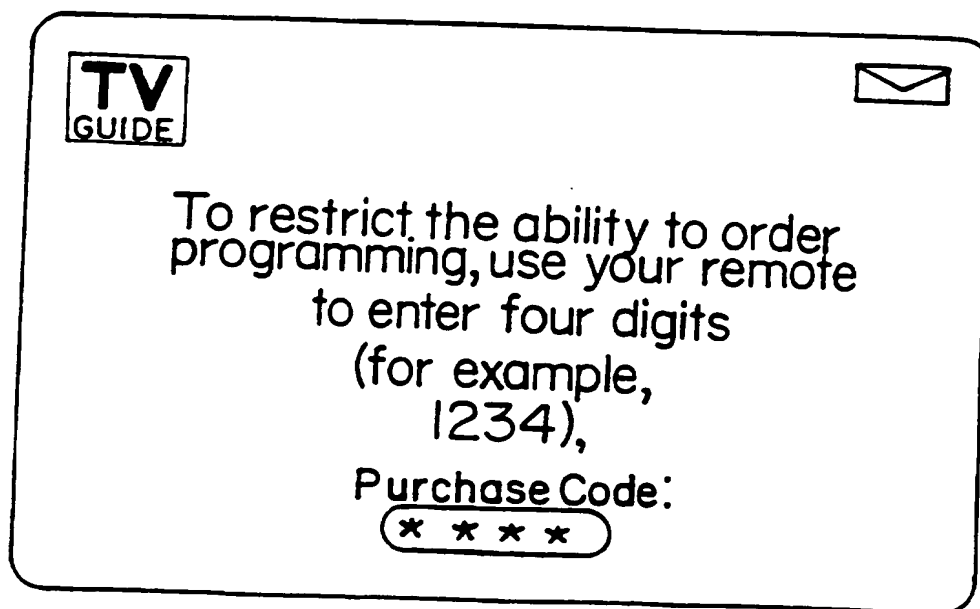 TV
GUIDE
To restrict the ability to order
programming, use your remote
to enter four digits
(for example,
1234),
Purchase Code:
* * * *